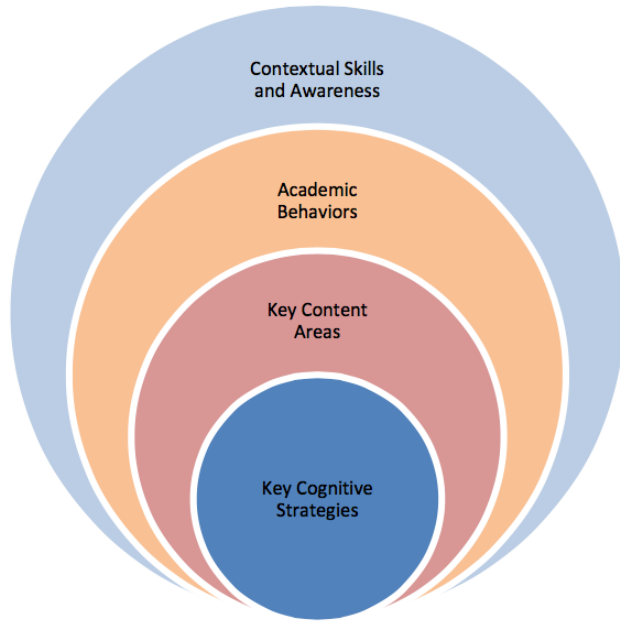 Contextual Skills
and Awareness
Academic
Behaviors
Key Content
Areas
Key Cognitive
Strategies